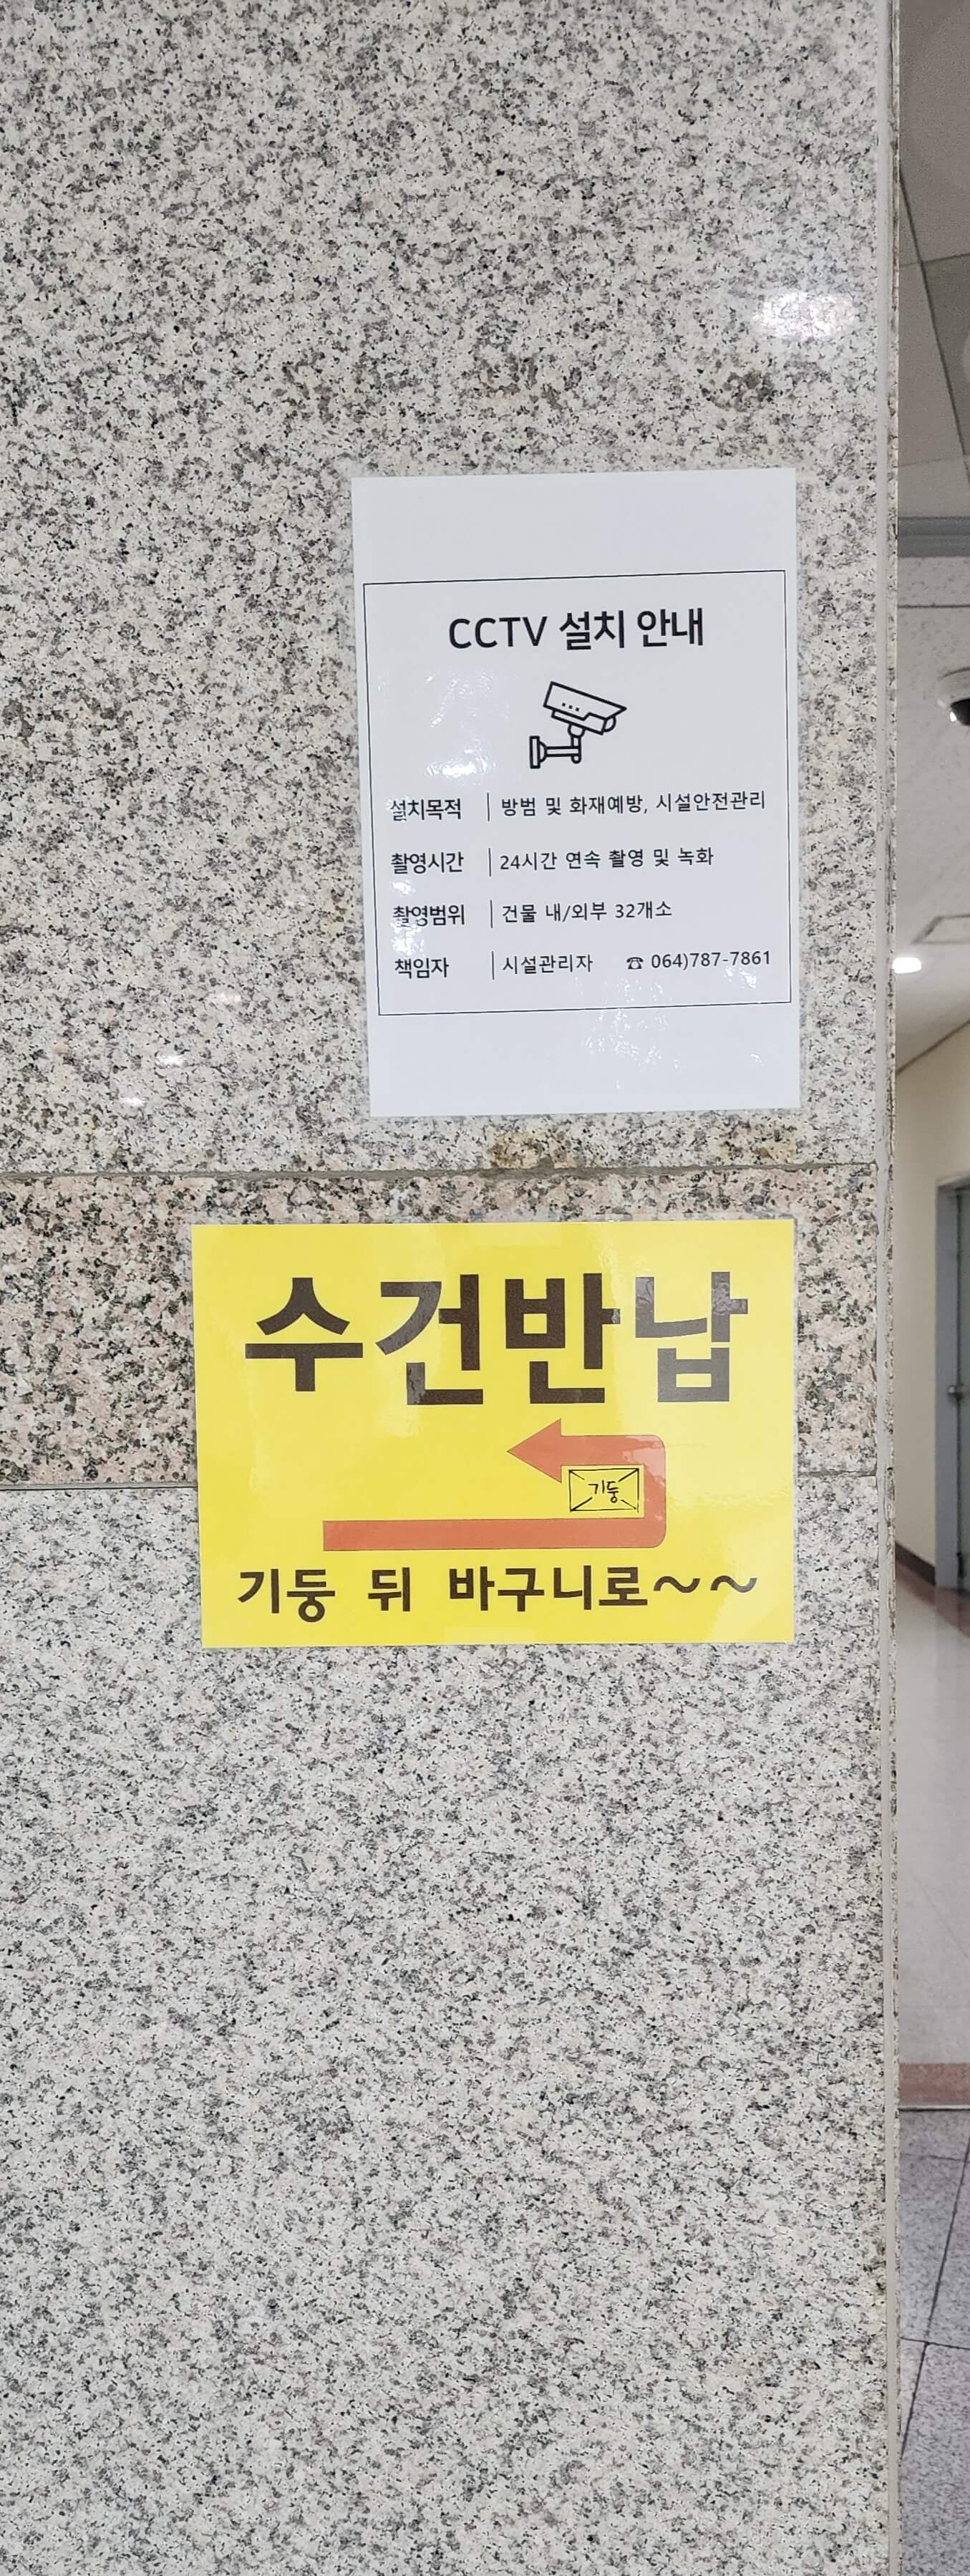 CCTV 설치 안내
설치목적 | 방범 및 화재예방, 시설안전관리
촬영시간 | 24시간 연속 촬영 및 녹화
촬영범위 | 건물 내/외부 32개소
책임자 | 시설관리자 ☎ 064)787-7861
수건반납
기둥
기둥 뒤 바구니로~~